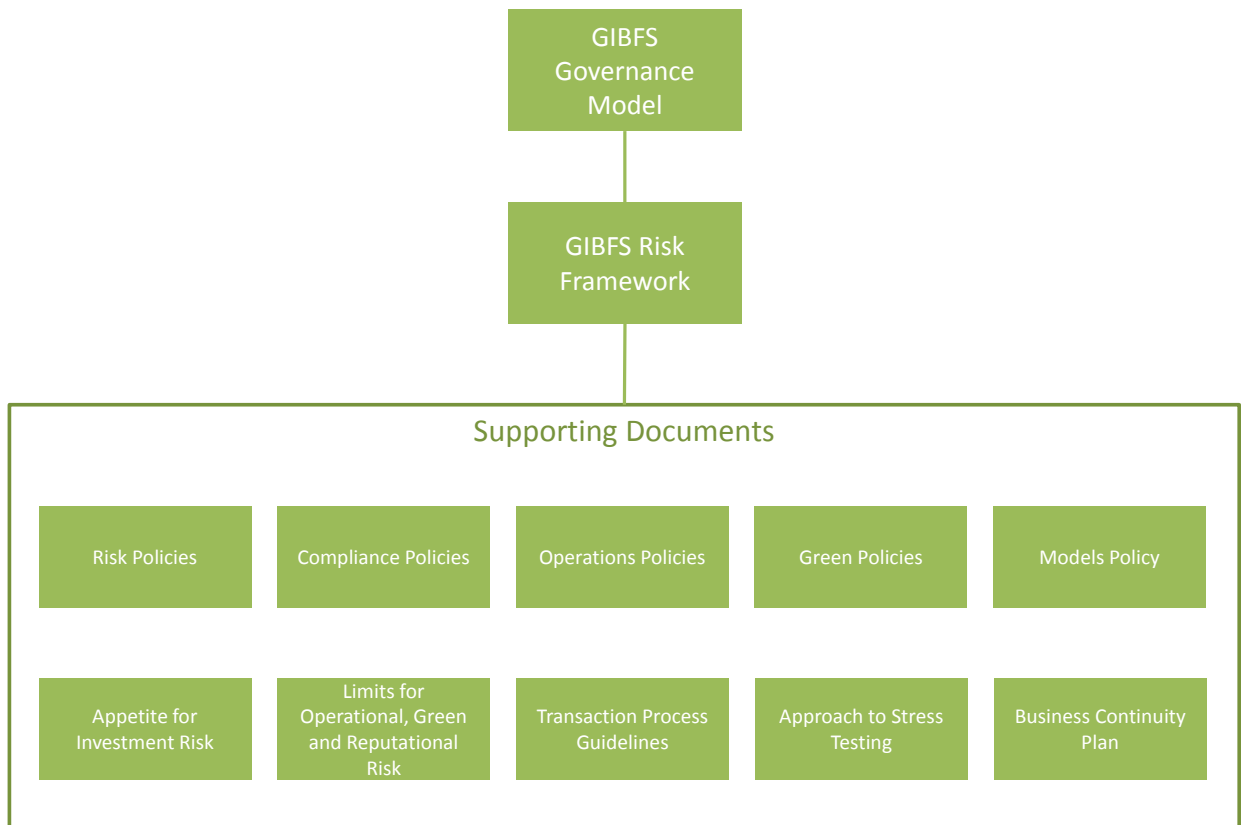 GIBFS
Governance
Model
GIBFS Risk
Framework
Supporting Documents
Risk Policies
Compliance Policies
Operations Policies
Green Policies
Models Policy
Appetite for
Investment Risk
Limits for
Operational, Green
and Reputational
Risk
Transaction Process
Guidelines
Approach to Stress
Testing
Business Continuity
Plan